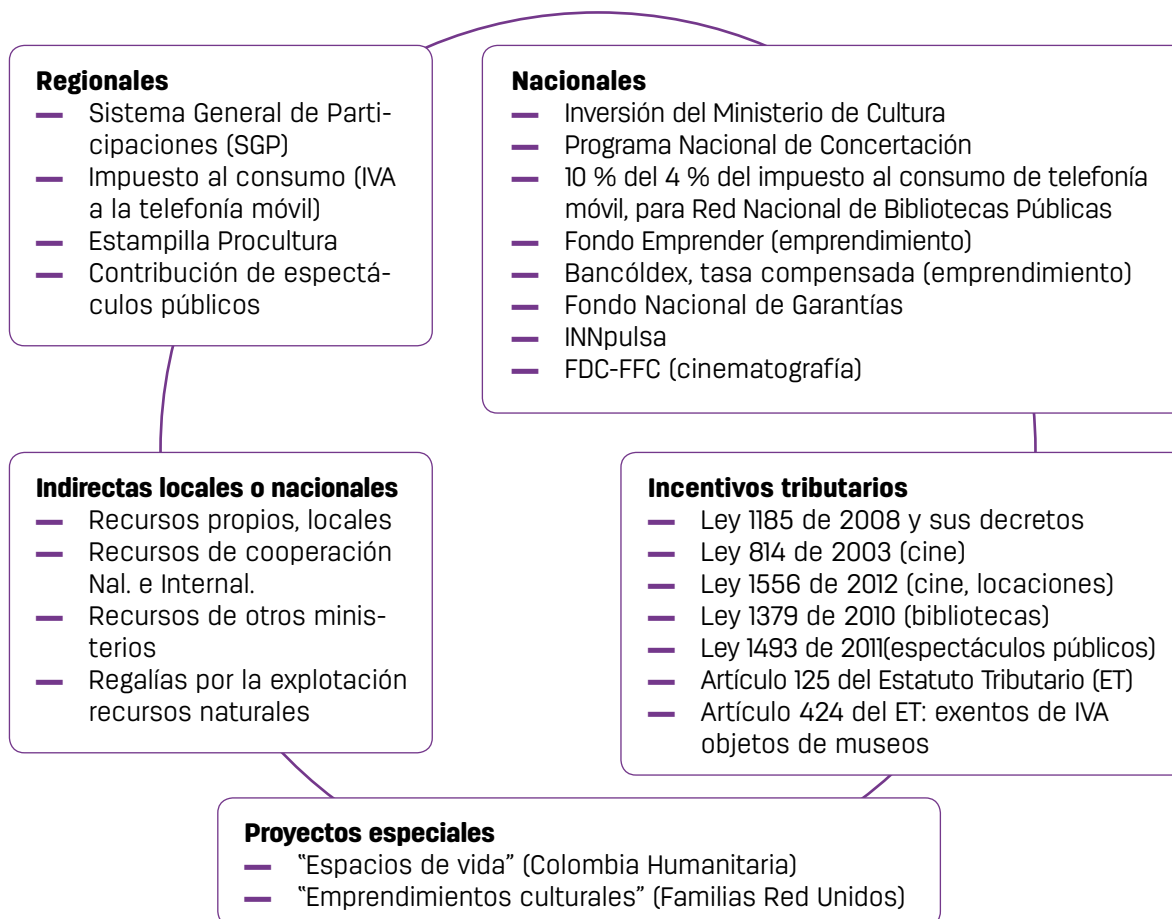 Regionales
— Sistema General de Parti-
cipaciones (SGP)
— Impuesto al consumo (IVA
a la telefonía móvil)
— Estampilla Procultura
— Contribución de espectá-
culos públicos
Nacionales
— Inversión del Ministerio de Cultura
— Programa Nacional de Concertación
— 10 % del 4 % del impuesto al consumo de telefonía
móvil, para Red Nacional de Bibliotecas Públicas
— Fondo Emprender (emprendimiento)
— Bancóldex, tasa compensada (emprendimiento)
— Fondo Nacional de Garantías
— INNpulsa
— FDC-FFC (cinematografía)
Indirectas locales o nacionales
— Recursos propios, locales
— Recursos de cooperación
Nal. e Internal.
— Recursos de otros minis-
terios
— Regalías por la explotación
recursos naturales
Incentivos tributarios
— Ley 1185 de 2008 y sus decretos
— Ley 814 de 2003 (cine)
— Ley 1556 de 2012 (cine, locaciones)
— Ley 1379 de 2010 (bibliotecas)
— Ley 1493 de 2011(espectáculos públicos)
— Artículo 125 del Estatuto Tributario (ET)
— Artículo 424 del ET: exentos de IVA
objetos de museos
Proyectos especiales
— “Espacios de vida” (Colombia Humanitaria)
— “Emprendimientos culturales” (Familias Red Unidos)